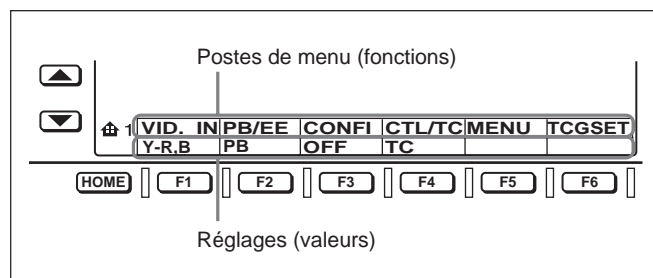 Postes de menu (fonctions)
1 VID. IN PB/EE CONFI CTL/TC MENU TCGSET
Y-R,B PB OFF TC
HOME F1 F2 F3 F4 F5 F6
Réglages (valeurs)